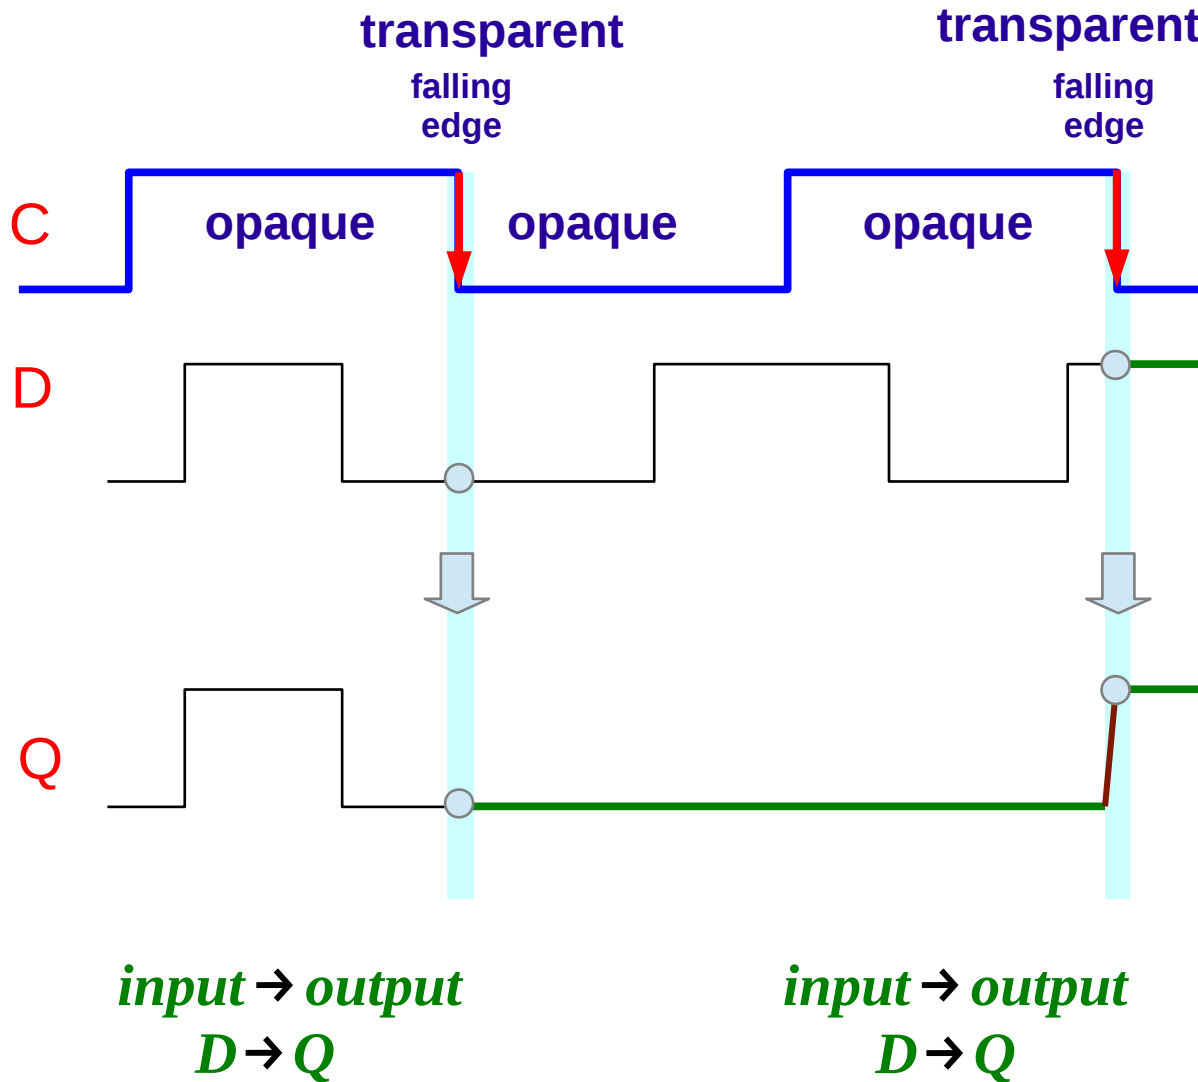 transparent
transparent
falling
edge
falling
edge
C
opaque
opaque
opaque
D
Q
input → output
D → Q
input → output
D → Q